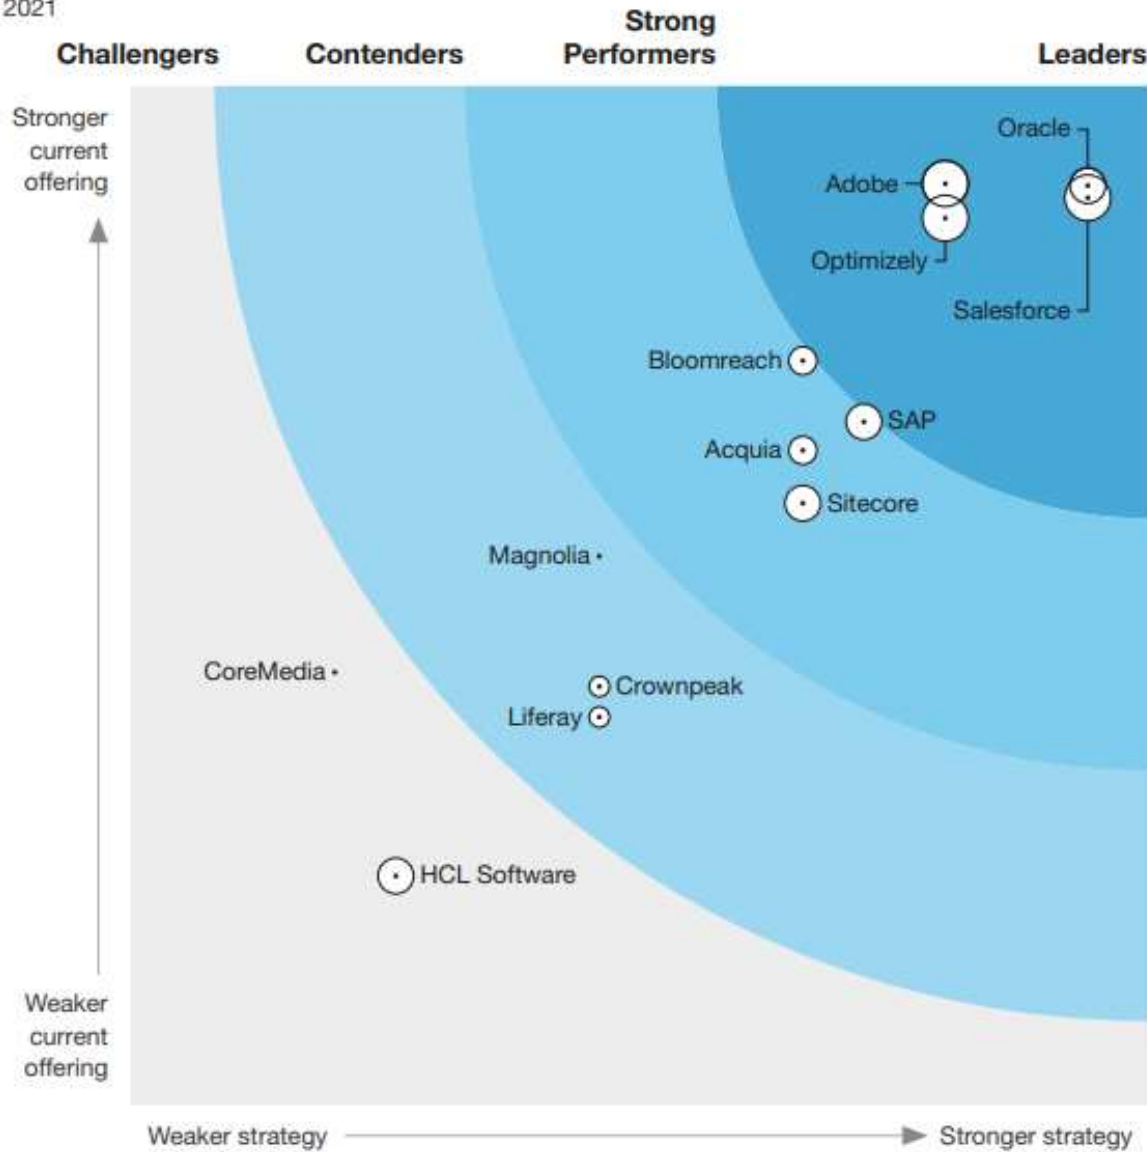 2021
Strong
Challengers Contenders Performers Leaders
Stronger
current
offering
Oracle
Adobe
Optimizely
Salesforce
Bloomreach
SAP
Acquia
Sitecore
Magnolia
CoreMedia
Crownpeak
Liferay
HCL Software
Weaker
current
offering
Weaker strategy
Stronger strategy